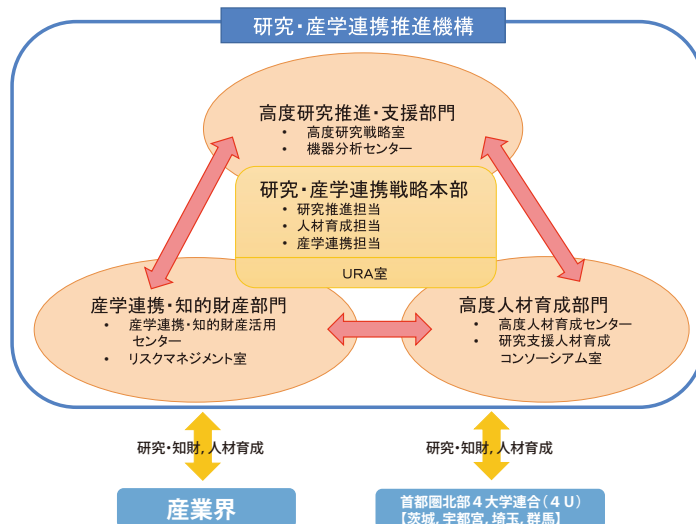 研究・産学連携推進機構
高度研究推進・支援部門
• 高度研究戦略室
• 機器分析センター
研究・産学連携戦略本部
• 研究推進担当
• 人材育成担当
• 産学連携担当
URA室
産学連携・知的財産部門
• 産学連携・知的財産活用
センター
• リスクマネジメント室
高度人材育成部門
• 高度人材育成センター
• 研究支援人材育成
コンソーシアム室
研究・知財, 人材育成
研究・知財, 人材育成
産業界
首都圏北部4大学連合(4U)
【茨城, 宇都宮, 埼玉, 群馬】